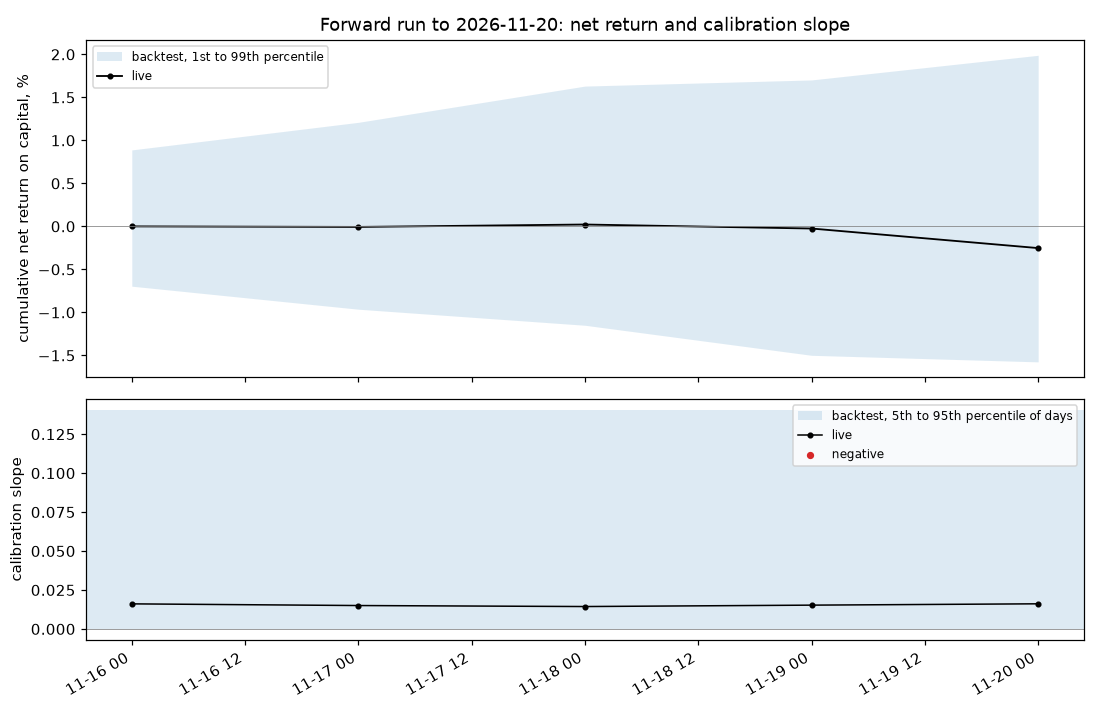 Forward run to 2026-11-20: net return and calibration slope
cumulative net return on capital, %
2.0
1.5
1.0
0.5
0.0
−0.5
−1.0
−1.5
backtest, 1st to 99th percentile
live
calibration slope
0.125
0.100
0.075
0.050
0.025
0.000
backtest, 5th to 95th percentile of days
live
negative
11-16 00
11-16 12
11-17 00
11-17 12
11-18 00
11-18 12
11-19 00
11-19 12
11-20 00